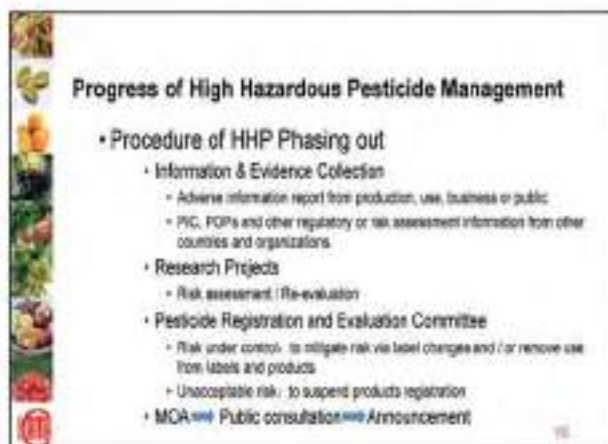 Progress of High Hazardous Pesticide Management
• Procedure of HHP Phasing out
• Information & Evidence Collection
• Adverse information report from production, use, business or public.
• PIC, POPs and other regulatory or risk assessment information from other
countries and organizations.
• Research Projects
• Risk assessment / Re-evaluation
• Pesticide Registration and Evaluation Committee
• Risk under control, to mitigate risk via label changes and / or remove use
from labels and products
• Unacceptable risk, to suspend products registration
• MOA Public consultation Announcement